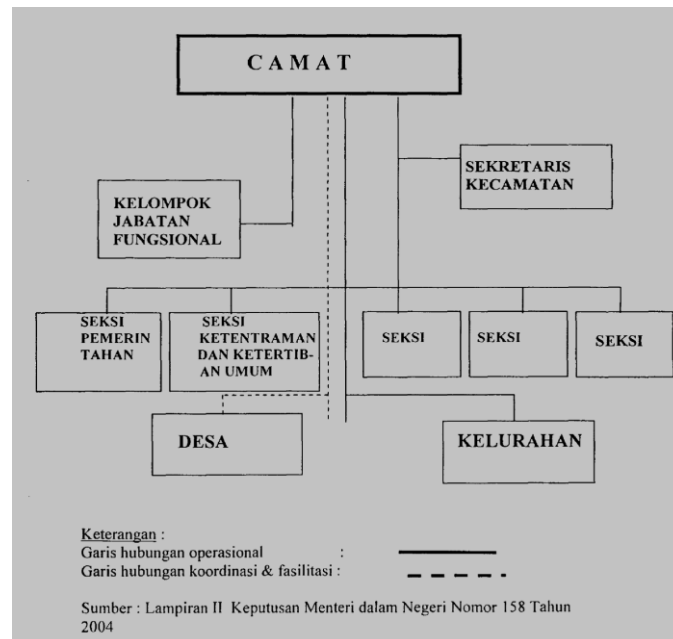 CAMAT
SEKRETARIS
KECAMATAN
KELOMPOK
JABATAN
FUNGSIONAL
SEKSI
PEMERIN
TAHAN
SEKSI
KETENTRAMAN
DAN KETERTIB-
AN UMUM
SEKSI
SEKSI
SEKSI
DESA
KELURAHAN
Keterangan :
Garis hubungan operasional :
Garis hubungan koordinasi & fasilitasi :
Sumber : Lampiran II Keputusan Menteri dalam Negeri Nomor 158 Tahun
2004